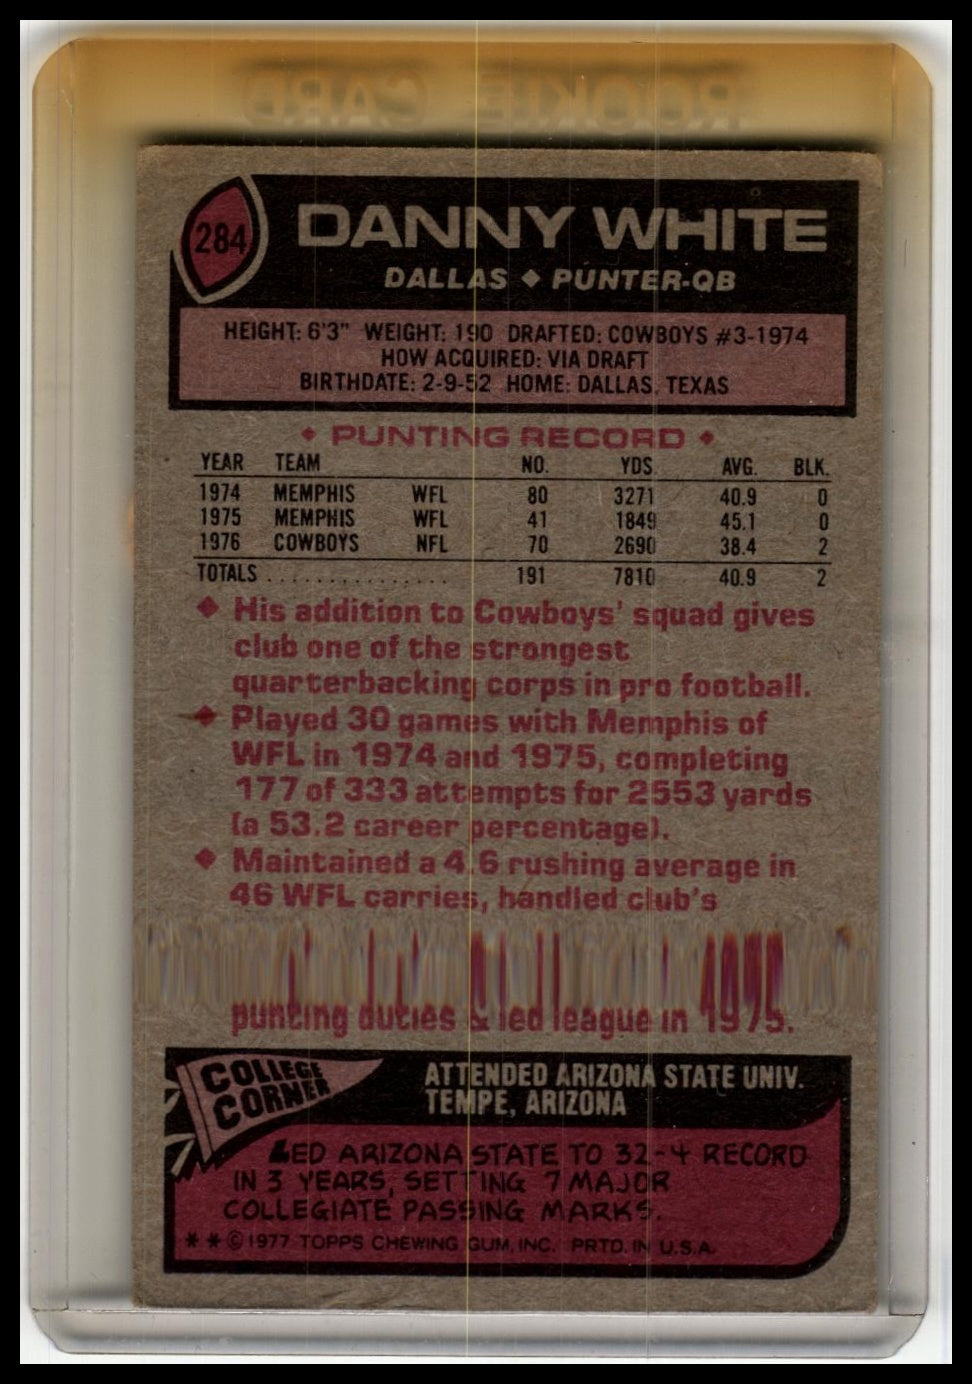 ROOKIE CARD
284
DANNY WHITE
DALLAS ◆ PUNTER-QB
HEIGHT: 6'3" WEIGHT: 190 DRAFTED: COWBOYS #3-1974
HOW ACQUIRED: VIA DRAFT
BIRTHDATE: 2-9-52 HOME: DALLAS, TEXAS
◆ PUNTING RECORD ◆
YEAR TEAM NO. YDS. AVG. BLK.
1974 MEMPHIS WFL 80 3271 40.9 0
1975 MEMPHIS WFL 41 1849 45.1 0
1976 COWBOYS NFL 70 2690 38.4 2
TOTALS ................ 191 7810 40.9 2
◆ His addition to Cowboys' squad gives
club one of the strongest
quarterbacking corps in pro football.
◆ Played 30 games with Memphis of
WFL in 1974 and 1975, completing
177 of 333 attempts for 2553 yards
(a 53.2 career percentage).
◆ Maintained a 4.6 rushing average in
46 WFL carries, handled club's
punting duties & led league in 1975.
COLLEGE
CORNER
ATTENDED ARIZONA STATE UNIV.
TEMPE, ARIZONA
LED ARIZONA STATE TO 32-4 RECORD
IN 3 YEARS, SETTING 7 MAJOR
COLLEGIATE PASSING MARKS.
** © 1977 TOPPS CHEWING GUM, INC. PRTD. IN U.S.A.